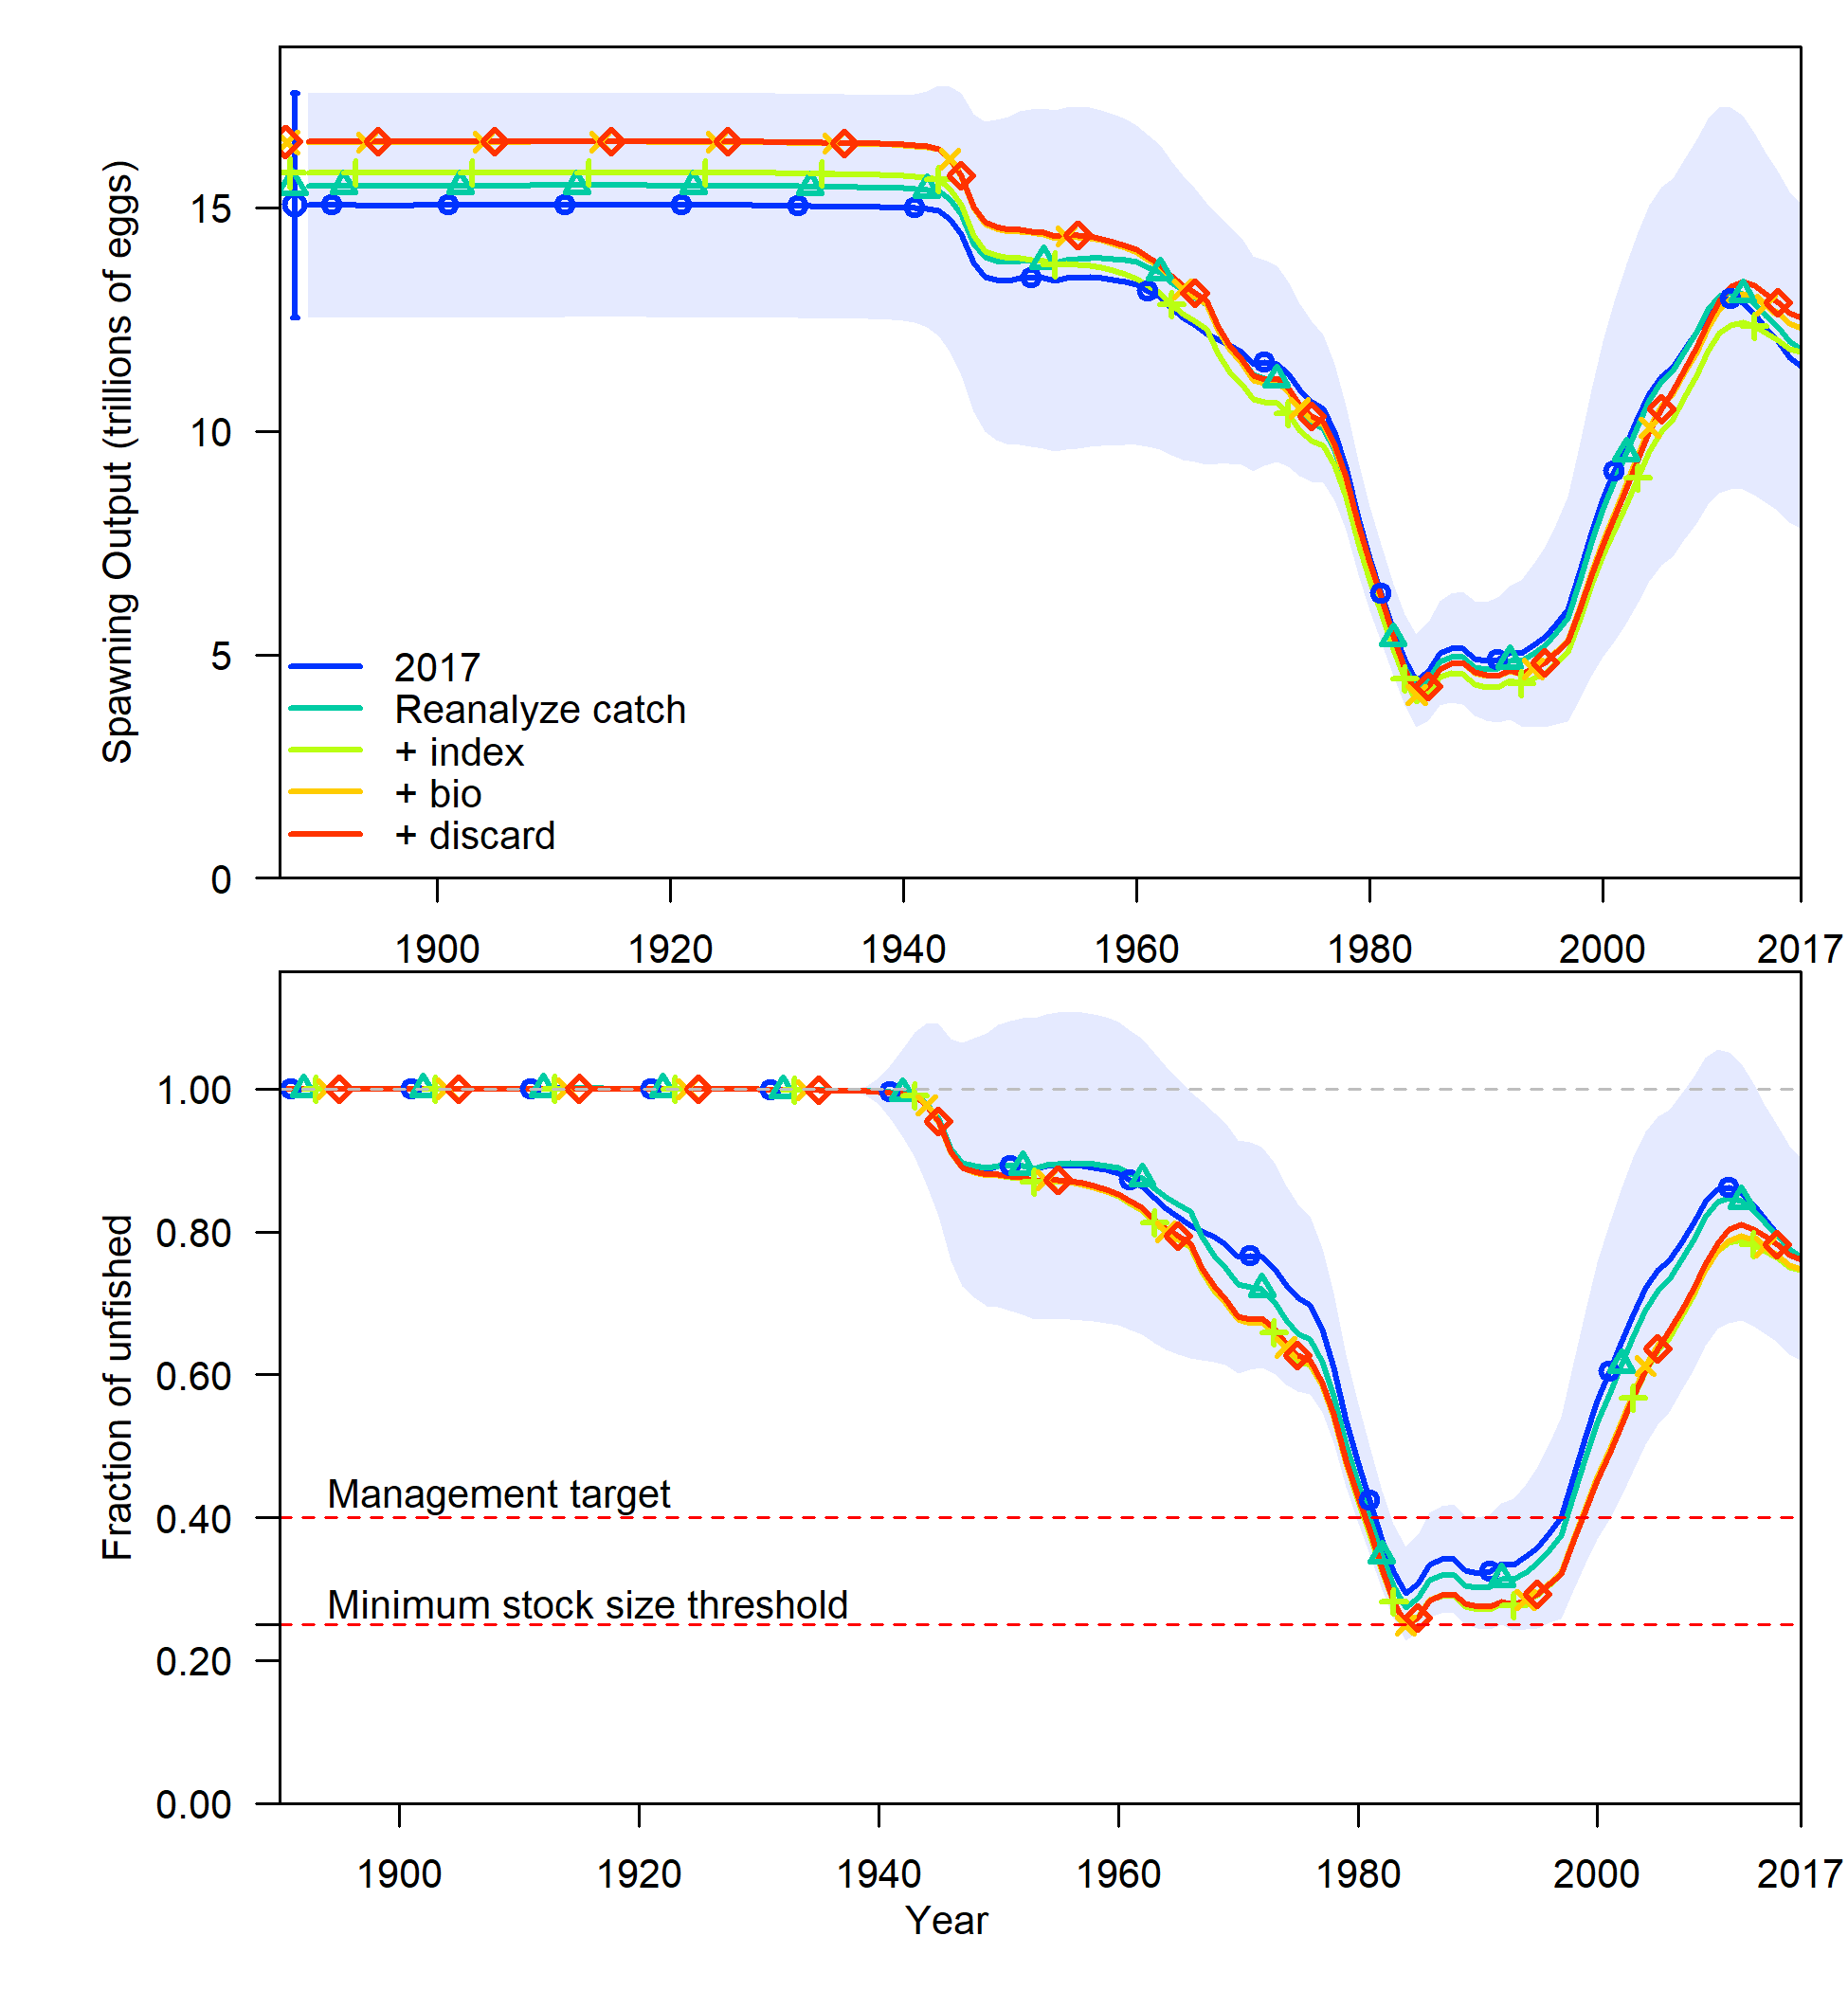 Spawning Output (trillions of eggs)
15
10
5
0
2017
Reanalyze catch
+ index
+ bio
+ discard
1900 1920 1940 1960 1980 2000 2017
Fraction of unfished
1.00
0.80
0.60
Management target
0.40
Minimum stock size threshold
0.20
0.00
1900 1920 1940 1960 1980 2000 2017
Year